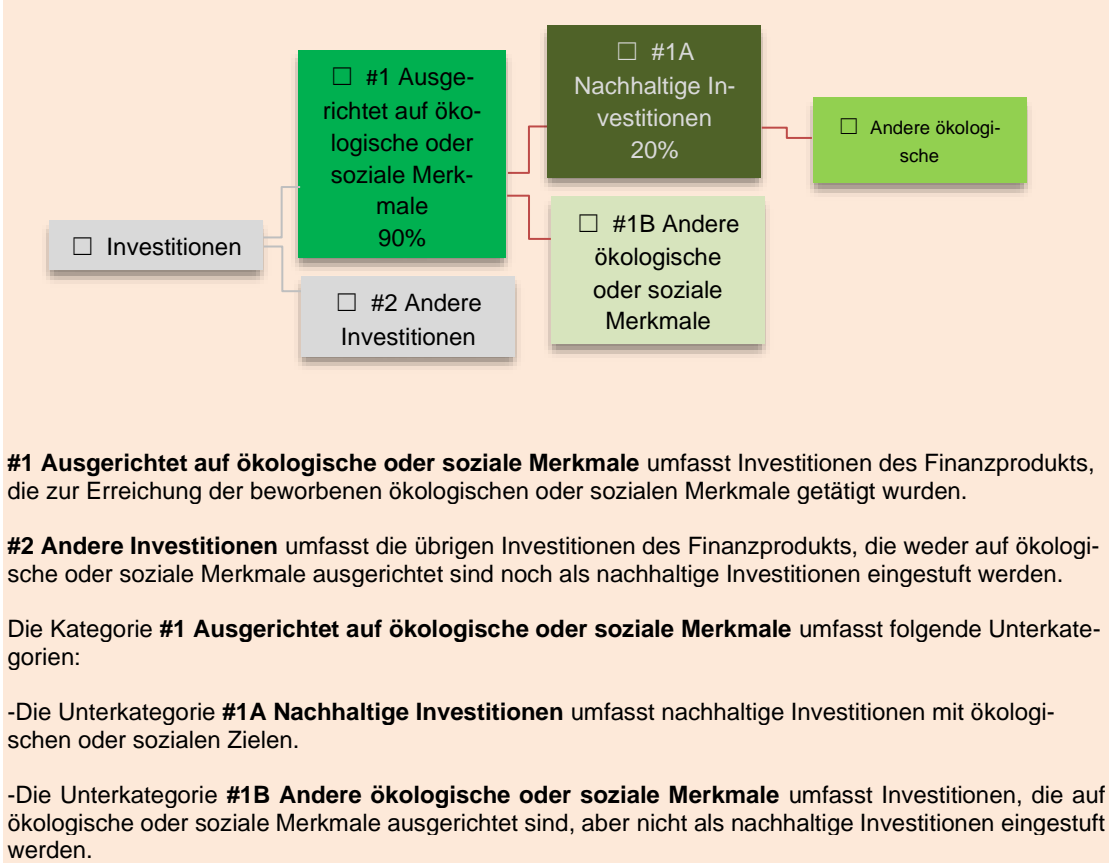 ☐ Investitionen
☐ #1 Ausge-
richtet auf öko-
logische oder
soziale Merk-
male
90%
☐ #2 Andere
Investitionen
☐ #1A
Nachhaltige In-
vestitionen
20%
☐ #1B Andere
ökologische
oder soziale
Merkmale
☐ Andere ökologi-
sche
#1 Ausgerichtet auf ökologische oder soziale Merkmale umfasst Investitionen des Finanzprodukts,
die zur Erreichung der beworbenen ökologischen oder sozialen Merkmale getätigt wurden.
#2 Andere Investitionen umfasst die übrigen Investitionen des Finanzprodukts, die weder auf ökologi-
sche oder soziale Merkmale ausgerichtet sind noch als nachhaltige Investitionen eingestuft werden.
Die Kategorie #1 Ausgerichtet auf ökologische oder soziale Merkmale umfasst folgende Unterkate-
gorien:
-Die Unterkategorie #1A Nachhaltige Investitionen umfasst nachhaltige Investitionen mit ökologi-
schen oder sozialen Zielen.
-Die Unterkategorie #1B Andere ökologische oder soziale Merkmale umfasst Investitionen, die auf
ökologische oder soziale Merkmale ausgerichtet sind, aber nicht als nachhaltige Investitionen eingestuft
werden.